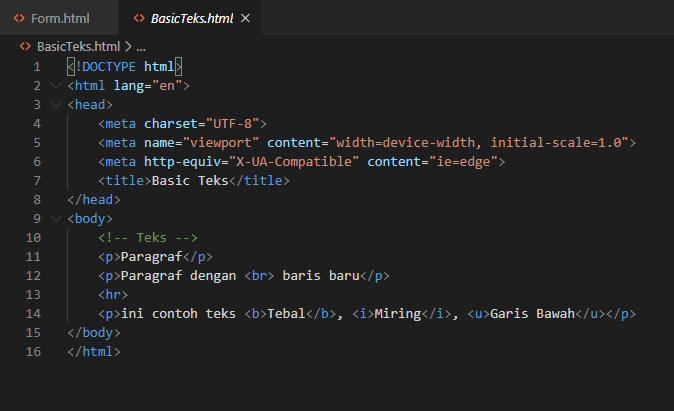 Form.html BasicTeks.html
BasicTeks.html > ...
1 <!DOCTYPE html>
2 <html lang="en">
3 <head>
4 <meta charset="UTF-8">
5 <meta name="viewport" content="width=device-width, initial-scale=1.0">
6 <meta http-equiv="X-UA-Compatible" content="ie=edge">
7 <title>Basic Teks</title>
8 </head>
9 <body>
10 <!-- Teks -->
11 <p>Paragraf</p>
12 <p>Paragraf dengan <br> baris baru</p>
13 <hr>
14 <p>ini contoh teks <b>Tebal</b>, <i>Miring</i>, <u>Garis Bawah</u></p>
15 </body>
16 </html>